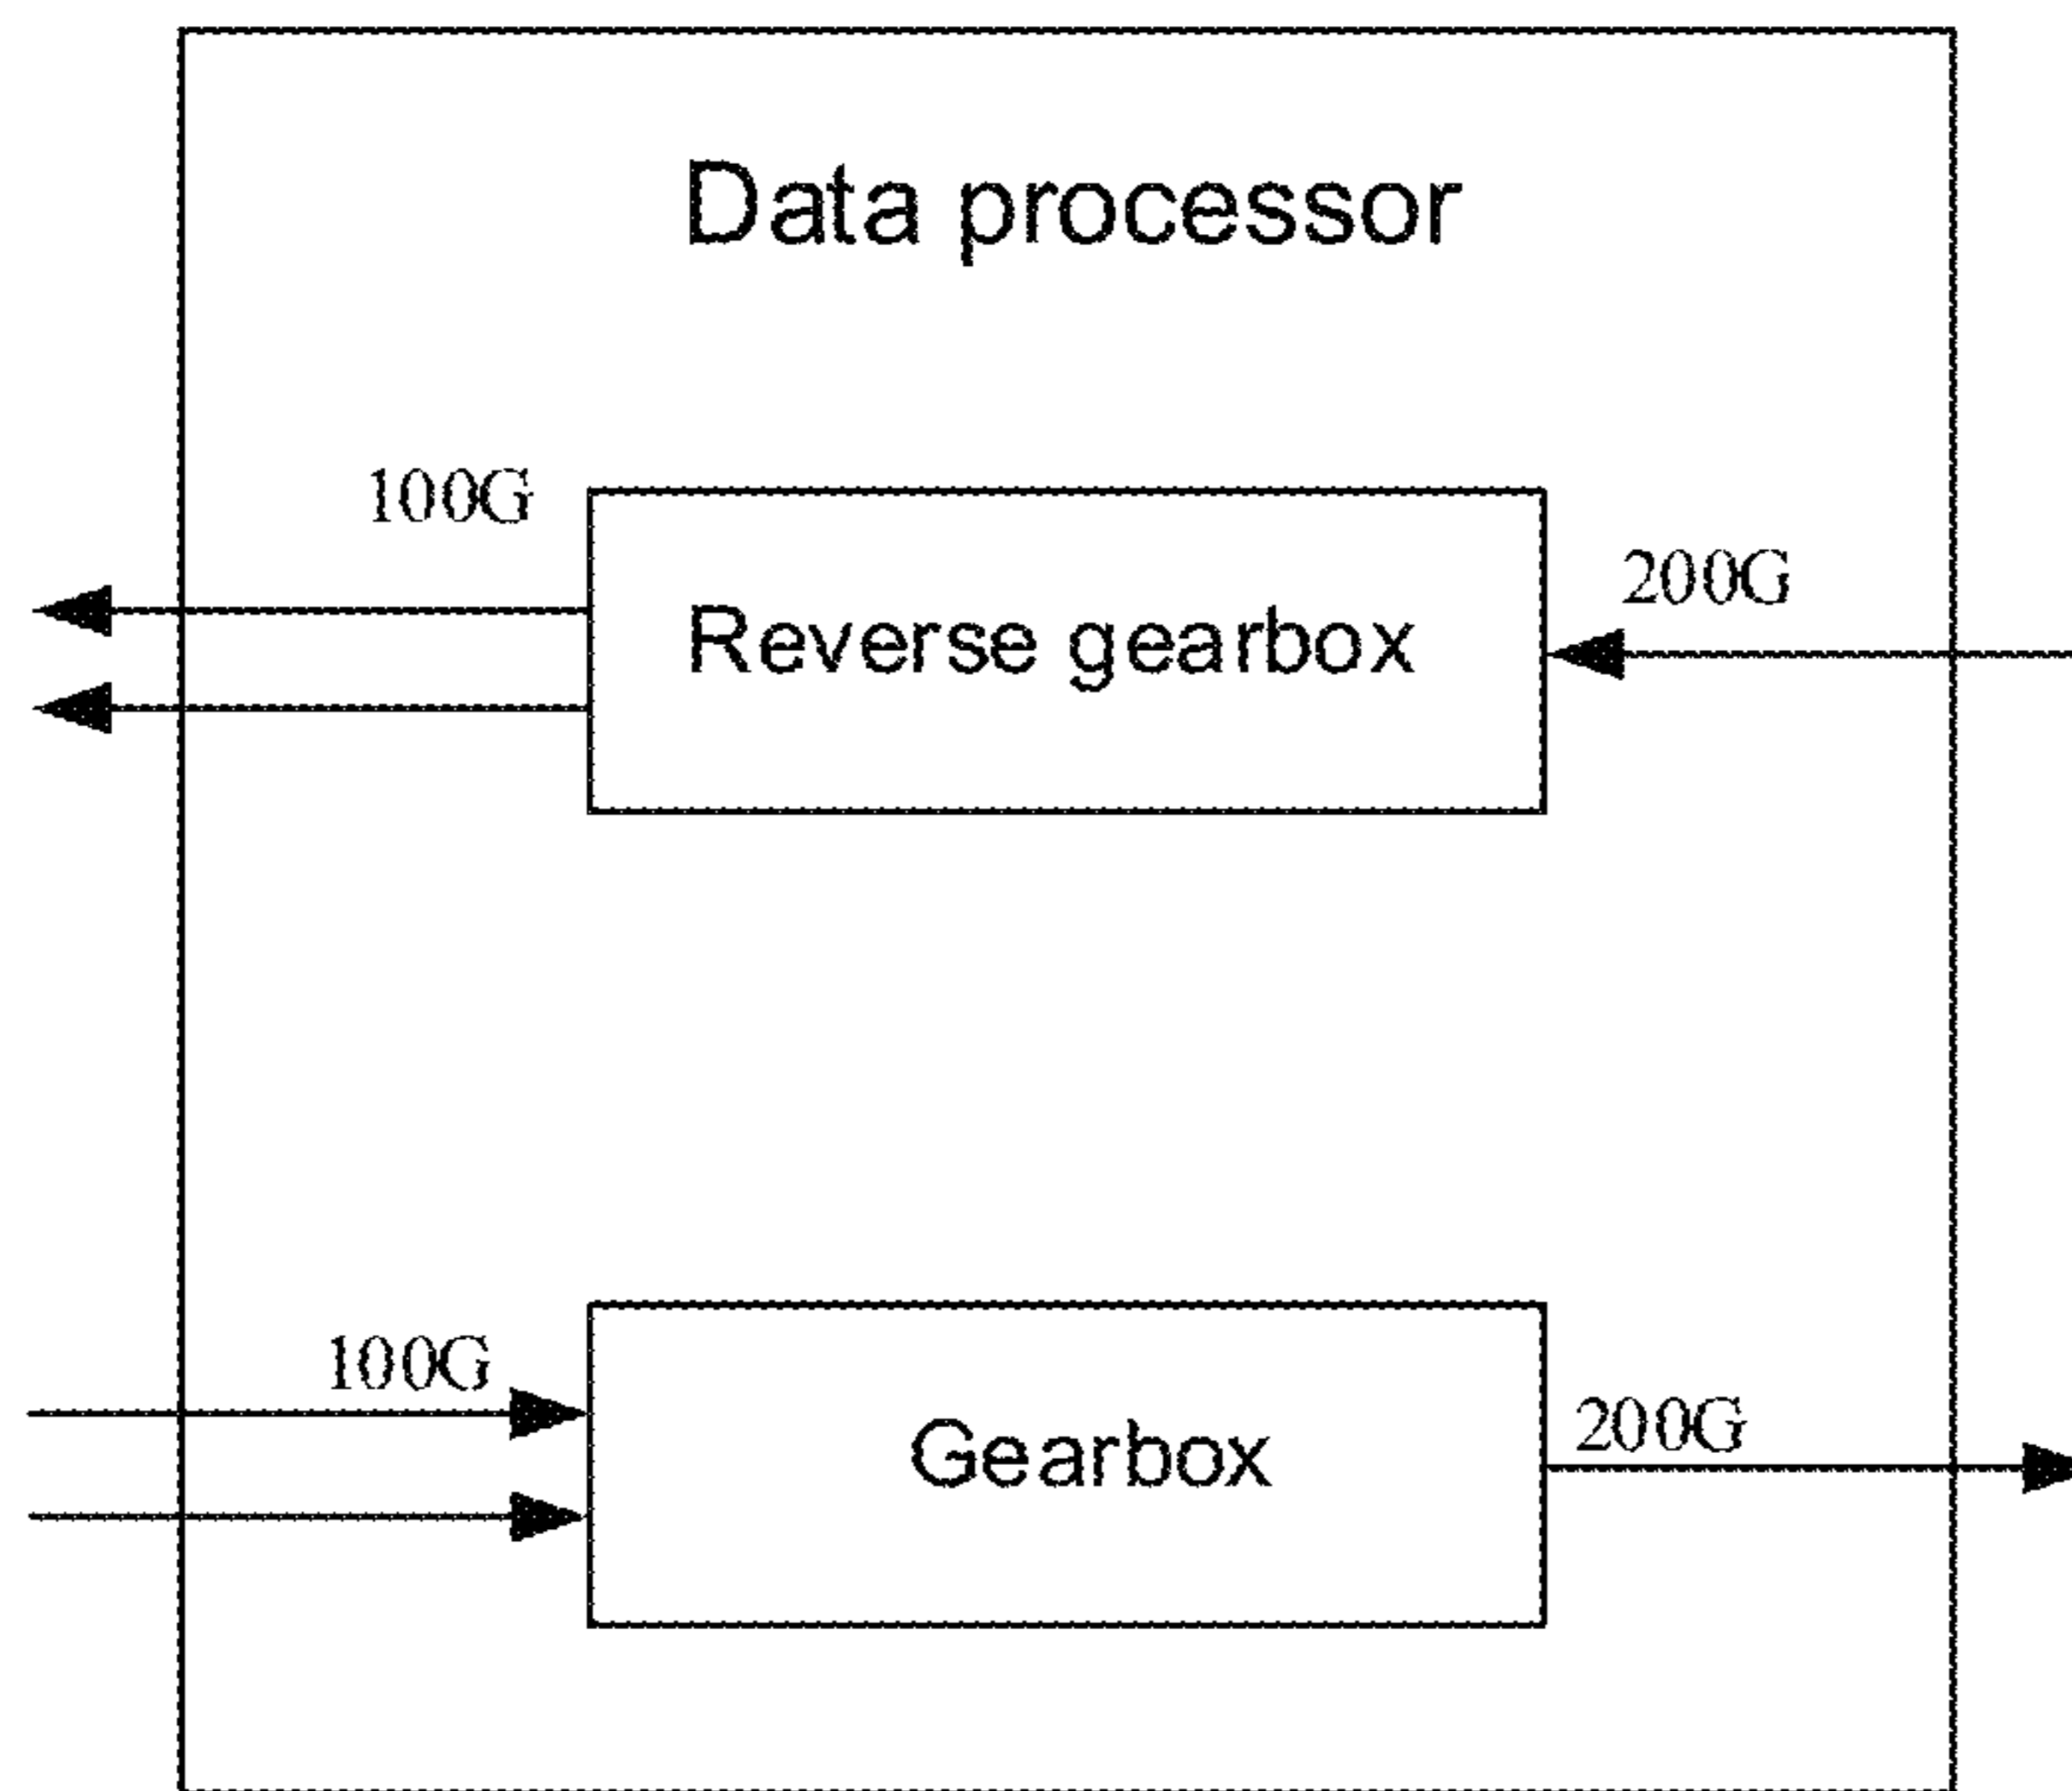 Data processor
100G
200G
Reverse gearbox
100G
200G
Gearbox